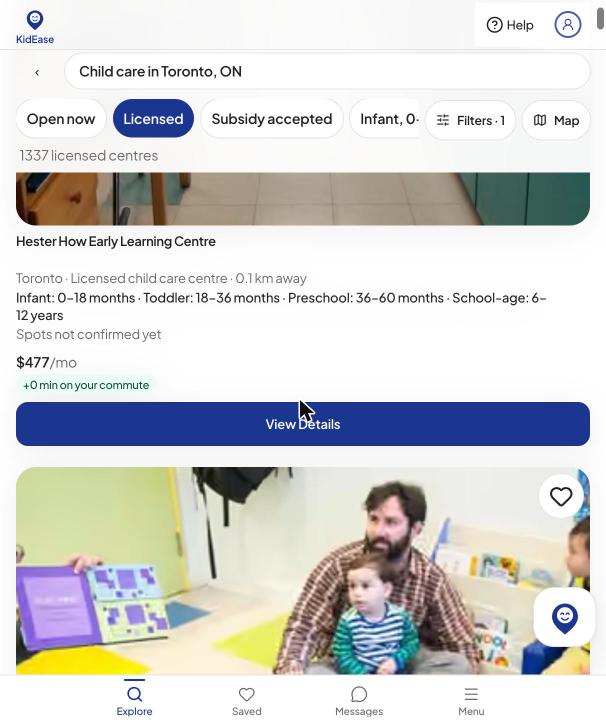 KidEase
Help
‹
Child care in Toronto, ON
Open now
Licensed
Subsidy accepted
Infant, 0-
Filters · 1
Map
1337 licensed centres
Hester How Early Learning Centre
Toronto · Licensed child care centre · 0.1 km away
Infant: 0–18 months · Toddler: 18–36 months · Preschool: 36–60 months · School-age: 6–
12 years
Spots not confirmed yet
$477/mo
+0 min on your commute
View Details
Explore
Saved
Messages
Menu